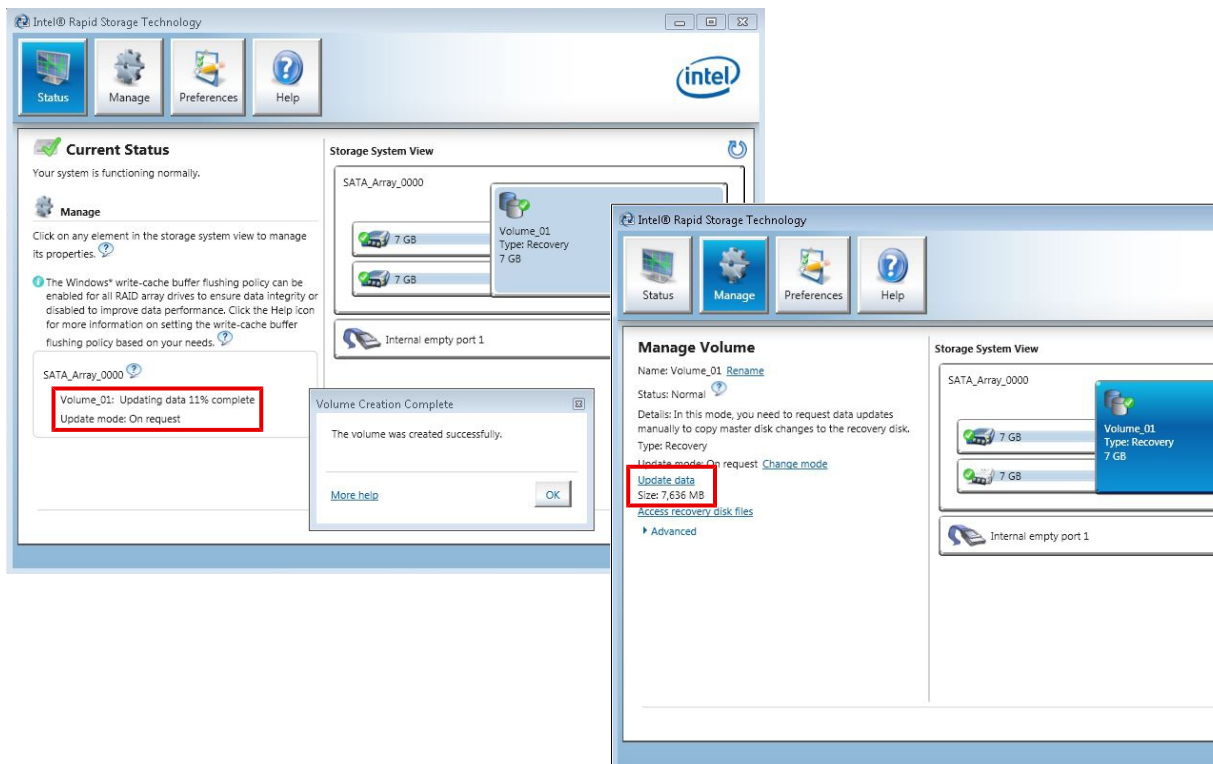 Intel® Rapid Storage Technology
Status
Manage
Preferences
Help
intel
Current Status
Your system is functioning normally.
Manage
Click on any element in the storage system view to manage
its properties.
The Windows* write-cache buffer flushing policy can be
enabled for all RAID array drives to ensure data integrity or
disabled to improve data performance. Click the Help icon
for more information on setting the write-cache buffer
flushing policy based on your needs.
SATA_Array_0000
Volume_01: Updating data 11% complete
Update mode: On request
Storage System View
SATA_Array_0000
7 GB
7 GB
Volume_01
Type: Recovery
7 GB
Internal empty port 1
Volume Creation Complete
The volume was created successfully.
More help
OK
Intel® Rapid Storage Technology
Status
Manage
Preferences
Help
Manage Volume
Name: Volume_01 Rename
Status: Normal
Details: In this mode, you need to request data updates
manually to copy master disk changes to the recovery disk.
Type: Recovery
Update mode: On request Change mode
Update data
Size: 7,636 MB
Access recovery disk files
Advanced
Storage System View
SATA_Array_0000
7 GB
7 GB
Volume_01
Type: Recovery
7 GB
Internal empty port 1